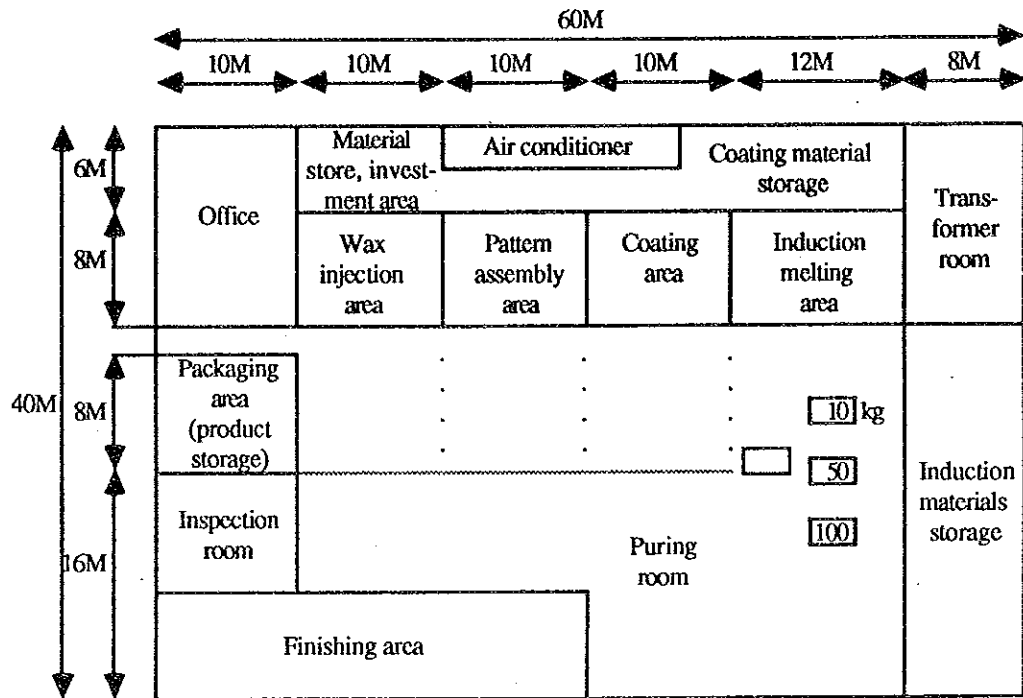 60M
10M
10M
10M
10M
12M
8M
6M
8M
40M
8M
16M
Office
Material
store, invest-
ment area
Air conditioner
Coating material
storage
Trans-
former
room
Wax
injection
area
Pattern
assembly
area
Coating
area
Induction
melting
area
Packaging
area
(product
storage)
10 kg
50
100
Induction
materials
storage
Inspection
room
Puring
room
Finishing area